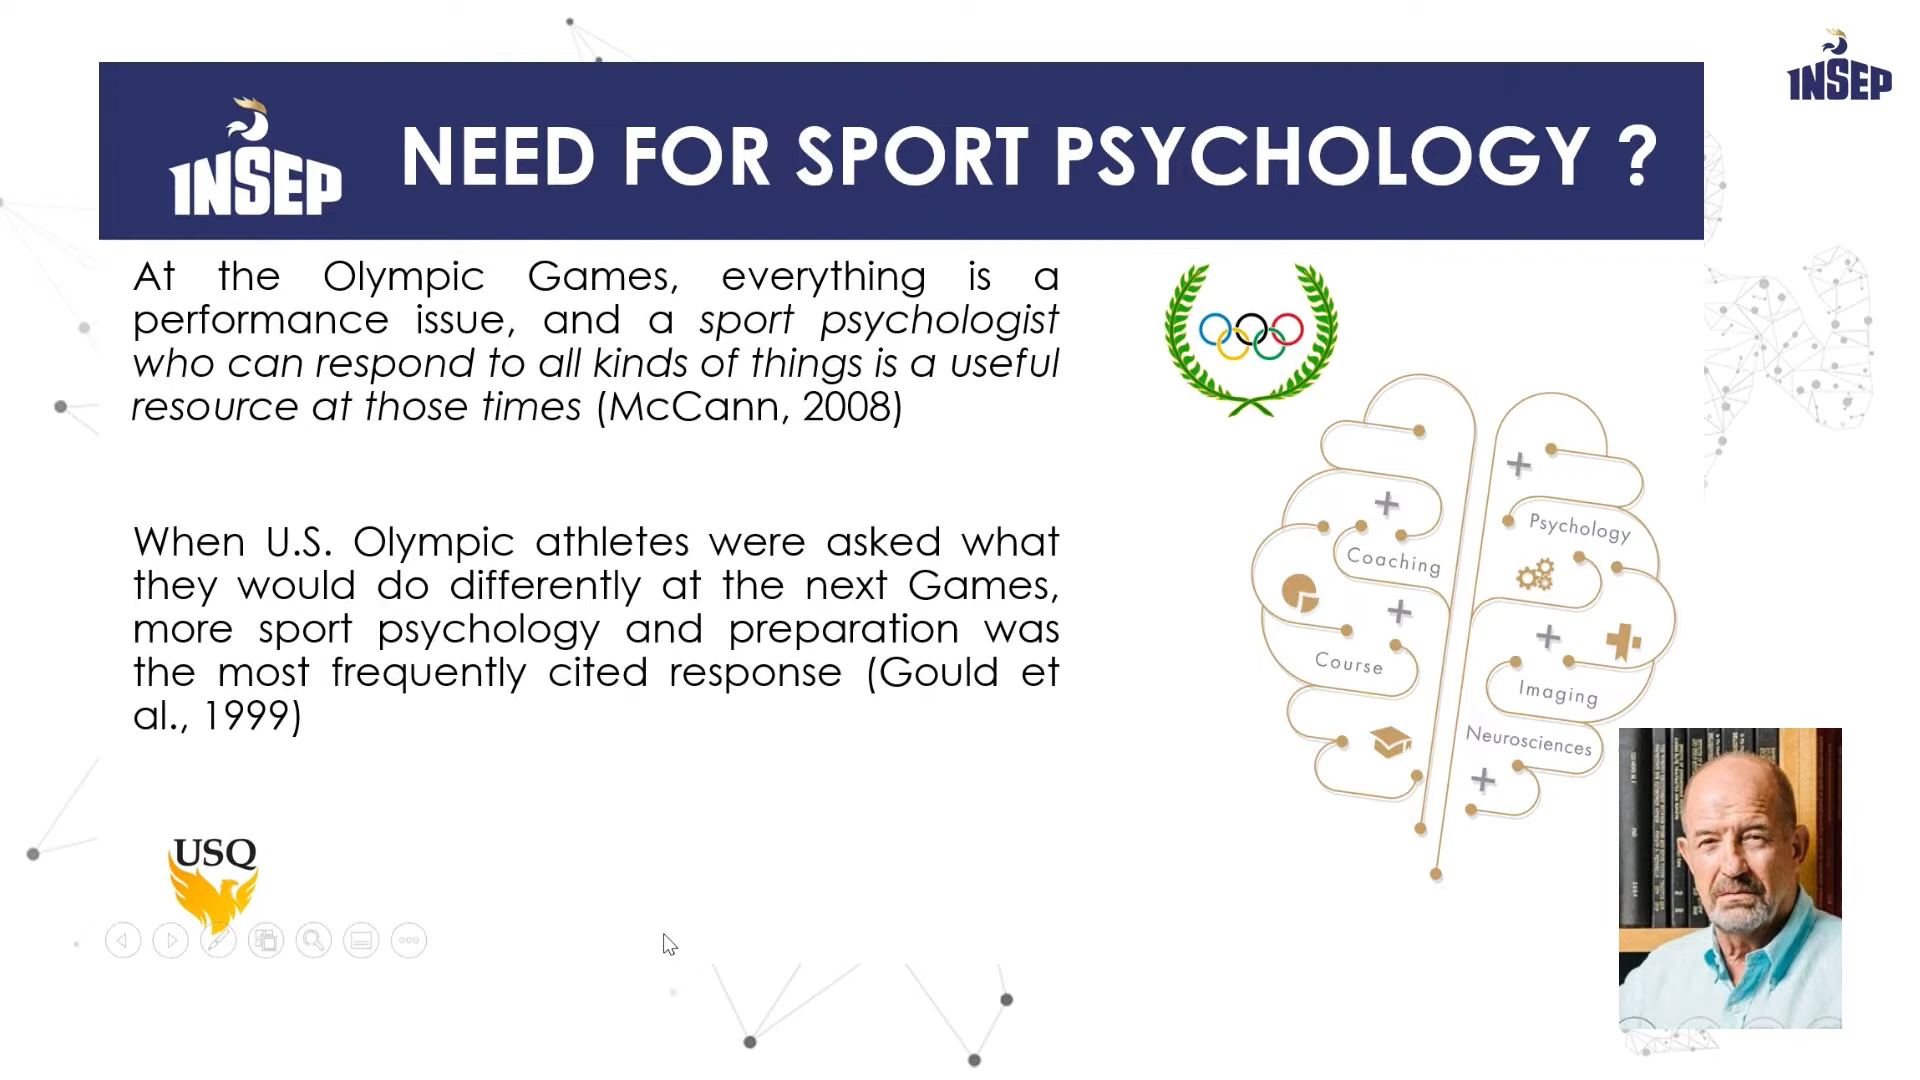 INSEP
INSEP
NEED FOR SPORT PSYCHOLOGY ?
At the Olympic Games, everything is a
performance issue, and a sport psychologist
who can respond to all kinds of things is a useful
resource at those times (McCann, 2008)
When U.S. Olympic athletes were asked what
they would do differently at the next Games,
more sport psychology and preparation was
the most frequently cited response (Gould et
al., 1999)
Psychology
Coaching
Course
Imaging
Neurosciences
USQ